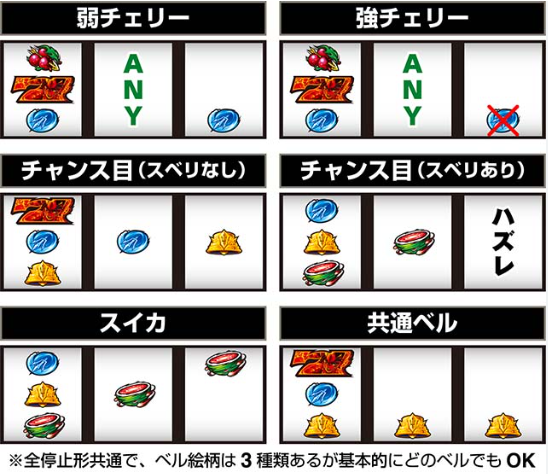 弱チェリー
強チェリー
ANY
ANY
チャンス目(スベリなし)
チャンス目(スベリあり)
ハズレ
スイカ
共通ベル
※全停止形共通で、ベル絵柄は3種類あるが基本的にどのベルでもOK